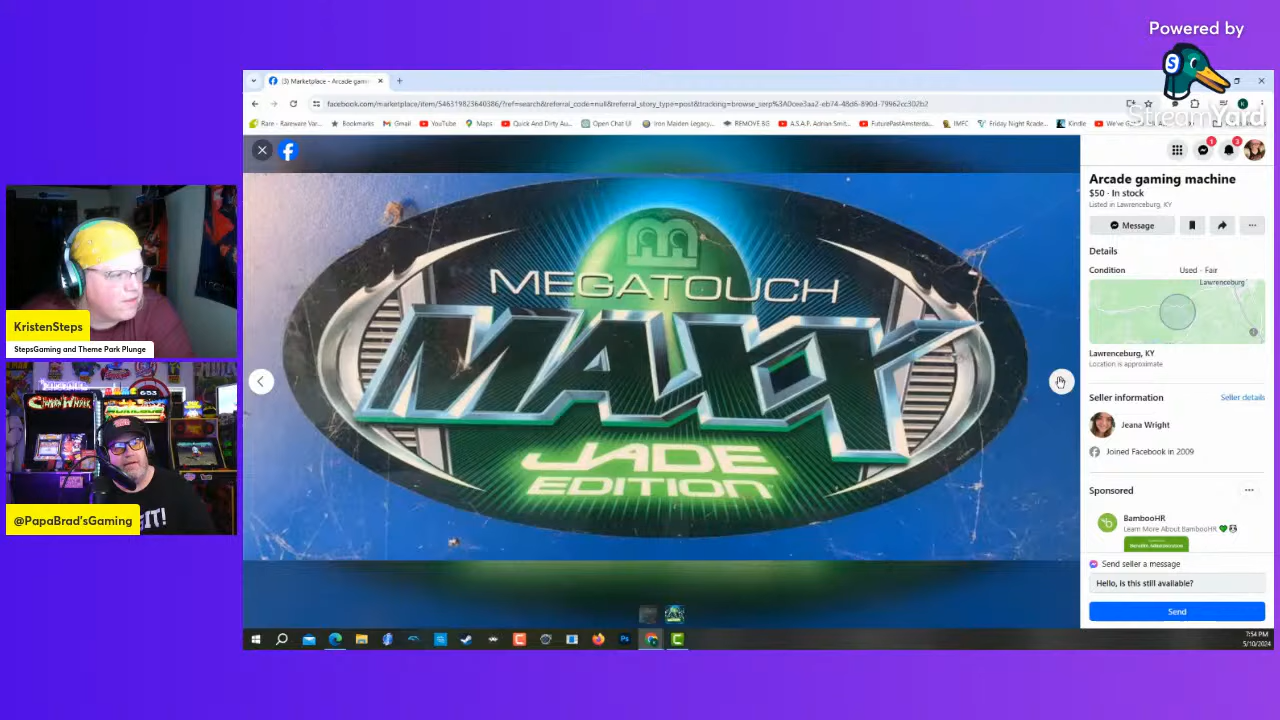 Powered by
StreamYard
(3) Marketplace - Arcade gami
facebook.com/marketplace/item/546319823640386/?ref=search&referral_code=null&referral_story_type=post&tracking=browse_serp%3A0cee3aa2-eb74-48d6-890d-79962cc302b2
Rare - Rareware Var... Bookmarks Gmail YouTube Maps Quick And Dirty Au... Open Chat UI Iron Maiden Legacy... REMOVE BG A.S.A.P. Adrian Smit... FuturePastAmsterda... IMFC Friday Night Rcade... Kindle
MEGATOUCH
MAXX
JADE
EDITION
Arcade gaming machine
$50 · In stock
Listed in Lawrenceburg, KY
Message
Details
Condition
Used - Fair
Lawrenceburg
Lawrenceburg, KY
Location is approximate
Seller information
Seller details
Jeana Wright
Joined Facebook in 2009
Sponsored
BambooHR
Learn More About BambooHR
Send seller a message
Hello, is this still available?
Send
7:54 PM
5/10/2024
KristenSteps
StepsGaming and Theme Park Plunge
@PapaBrad'sGaming